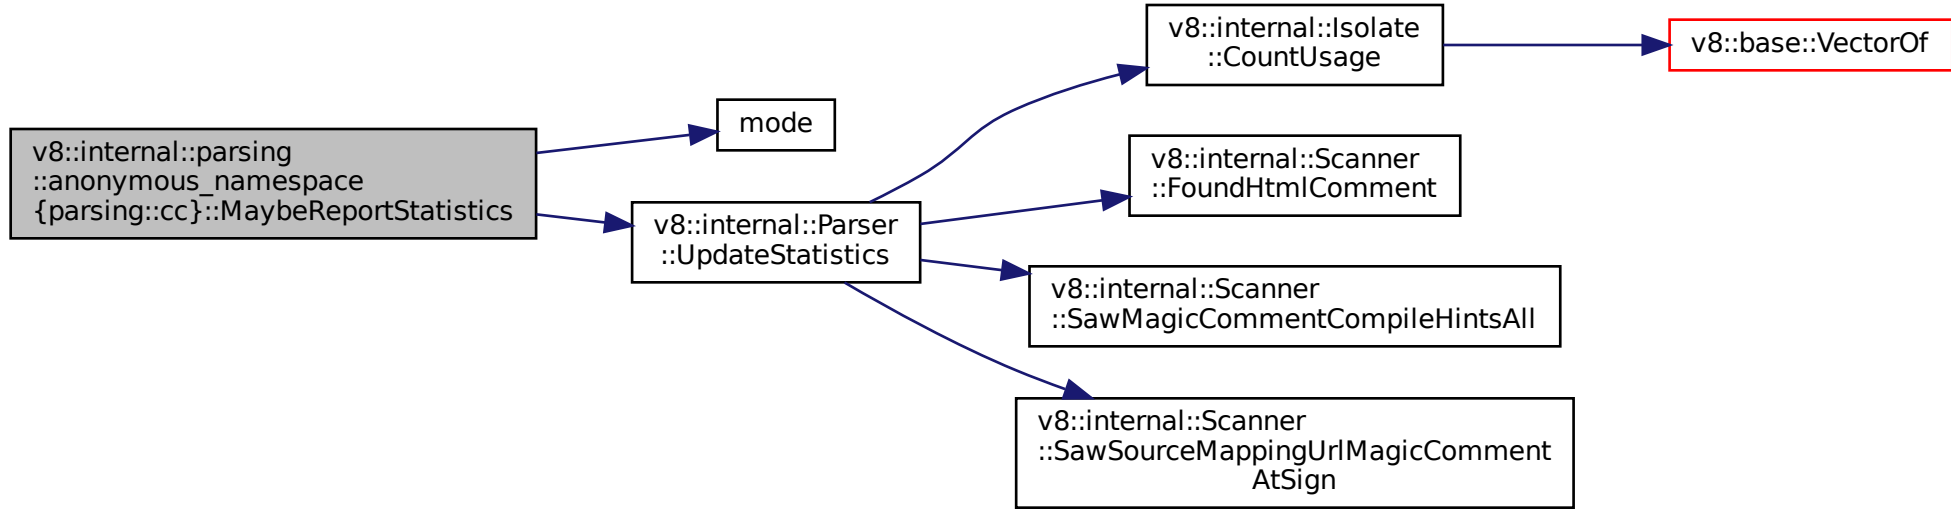 v8::internal::parsing
::anonymous_namespace
{parsing::cc}::MaybeReportStatistics
mode
v8::internal::Parser
::UpdateStatistics
v8::internal::Isolate
::CountUsage
v8::base::VectorOf
v8::internal::Scanner
::FoundHtmlComment
v8::internal::Scanner
::SawMagicCommentCompileHintsAll
v8::internal::Scanner
::SawSourceMappingUrlMagicComment
AtSign